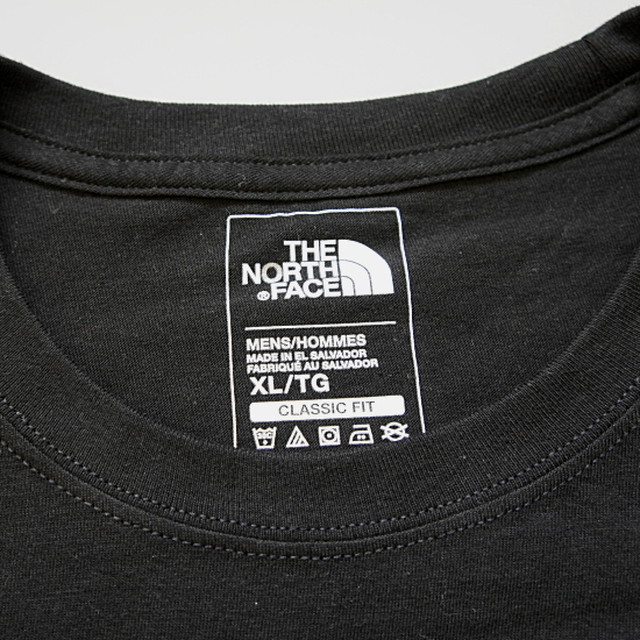 THE
NORTH
®FACE
MENS/HOMMES
MADE IN EL SALVADOR
FABRIQUÉ AU SALVADOR
XL/TG
CLASSIC FIT